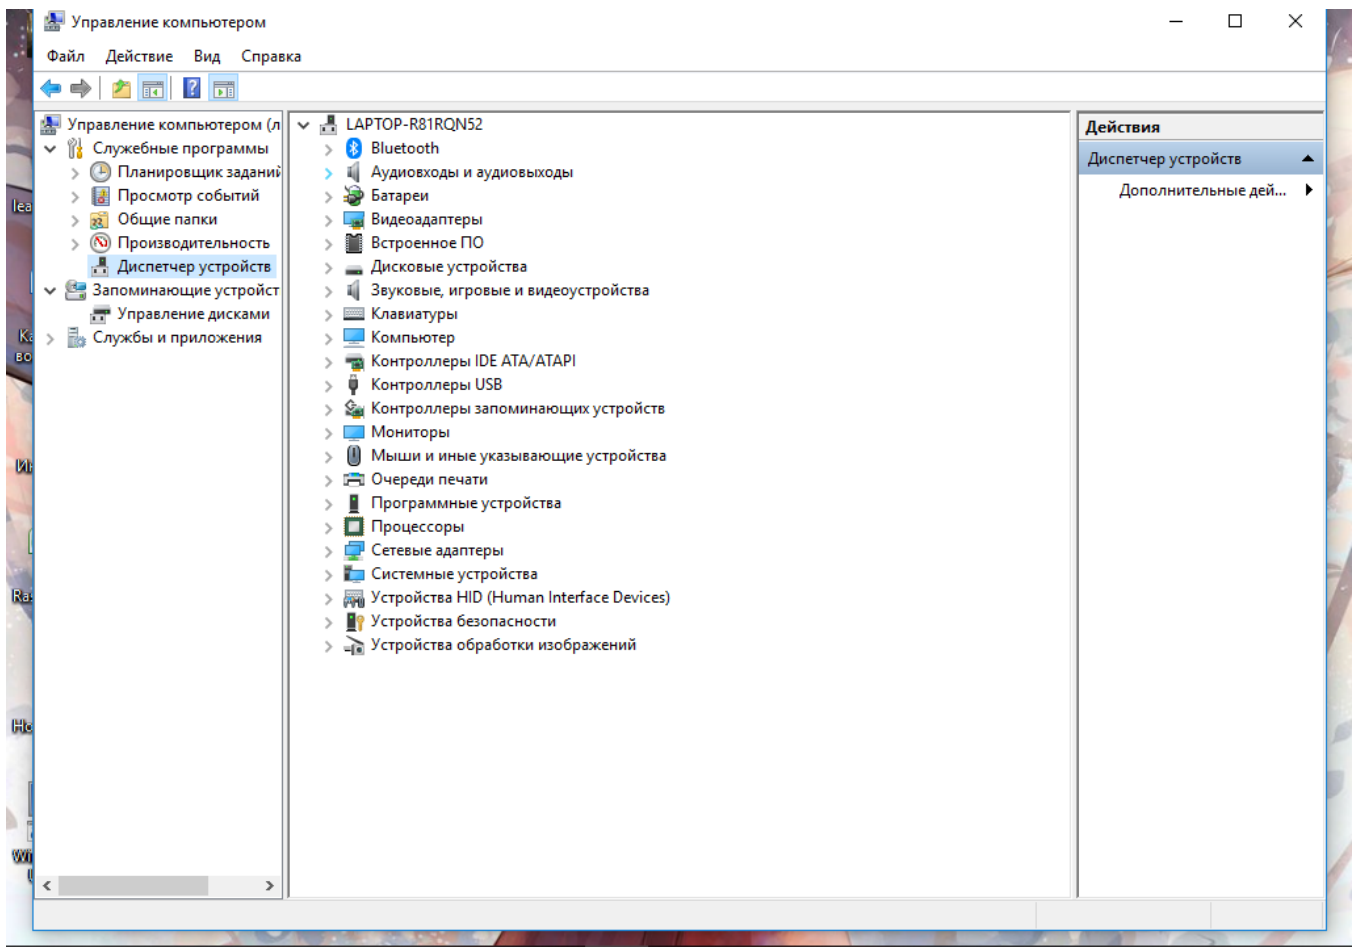 Управление компьютером
Файл Действие Вид Справка
Управление компьютером (л
Служебные программы
Планировщик заданий
Просмотр событий
Общие папки
Производительность
Диспетчер устройств
Запоминающие устройст
Управление дисками
Службы и приложения
LAPTOP-R81RQN52
Bluetooth
Аудиовходы и аудиовыходы
Батареи
Видеоадаптеры
Встроенное ПО
Дисковые устройства
Звуковые, игровые и видеоустройства
Клавиатуры
Компьютер
Контроллеры IDE ATA/ATAPI
Контроллеры USB
Контроллеры запоминающих устройств
Мониторы
Мыши и иные указывающие устройства
Очереди печати
Программные устройства
Процессоры
Сетевые адаптеры
Системные устройства
Устройства HID (Human Interface Devices)
Устройства безопасности
Устройства обработки изображений
Действия
Диспетчер устройств
Дополнительные дей...